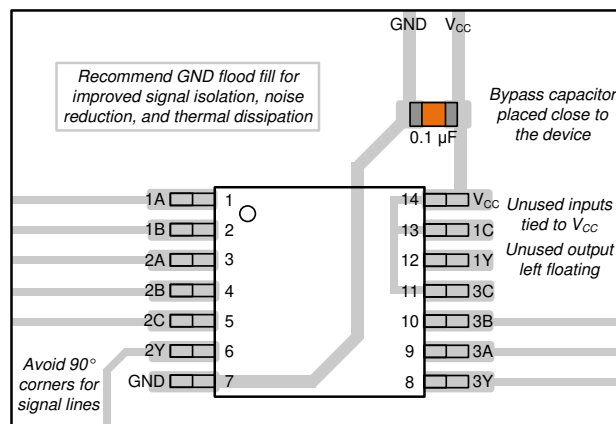 GND VCC
Recommend GND flood fill for
improved signal isolation, noise
reduction, and thermal dissipation
Bypass capacitor
placed close to
the device
0.1 µF
1A 1 14 VCC
1B 2 13 1C
2A 3 12 1Y
2B 4 11 3C
2C 5 10 3B
2Y 6 9 3A
GND 7 8 3Y
Unused inputs
tied to VCC
Unused output
left floating
Avoid 90°
corners for
signal lines